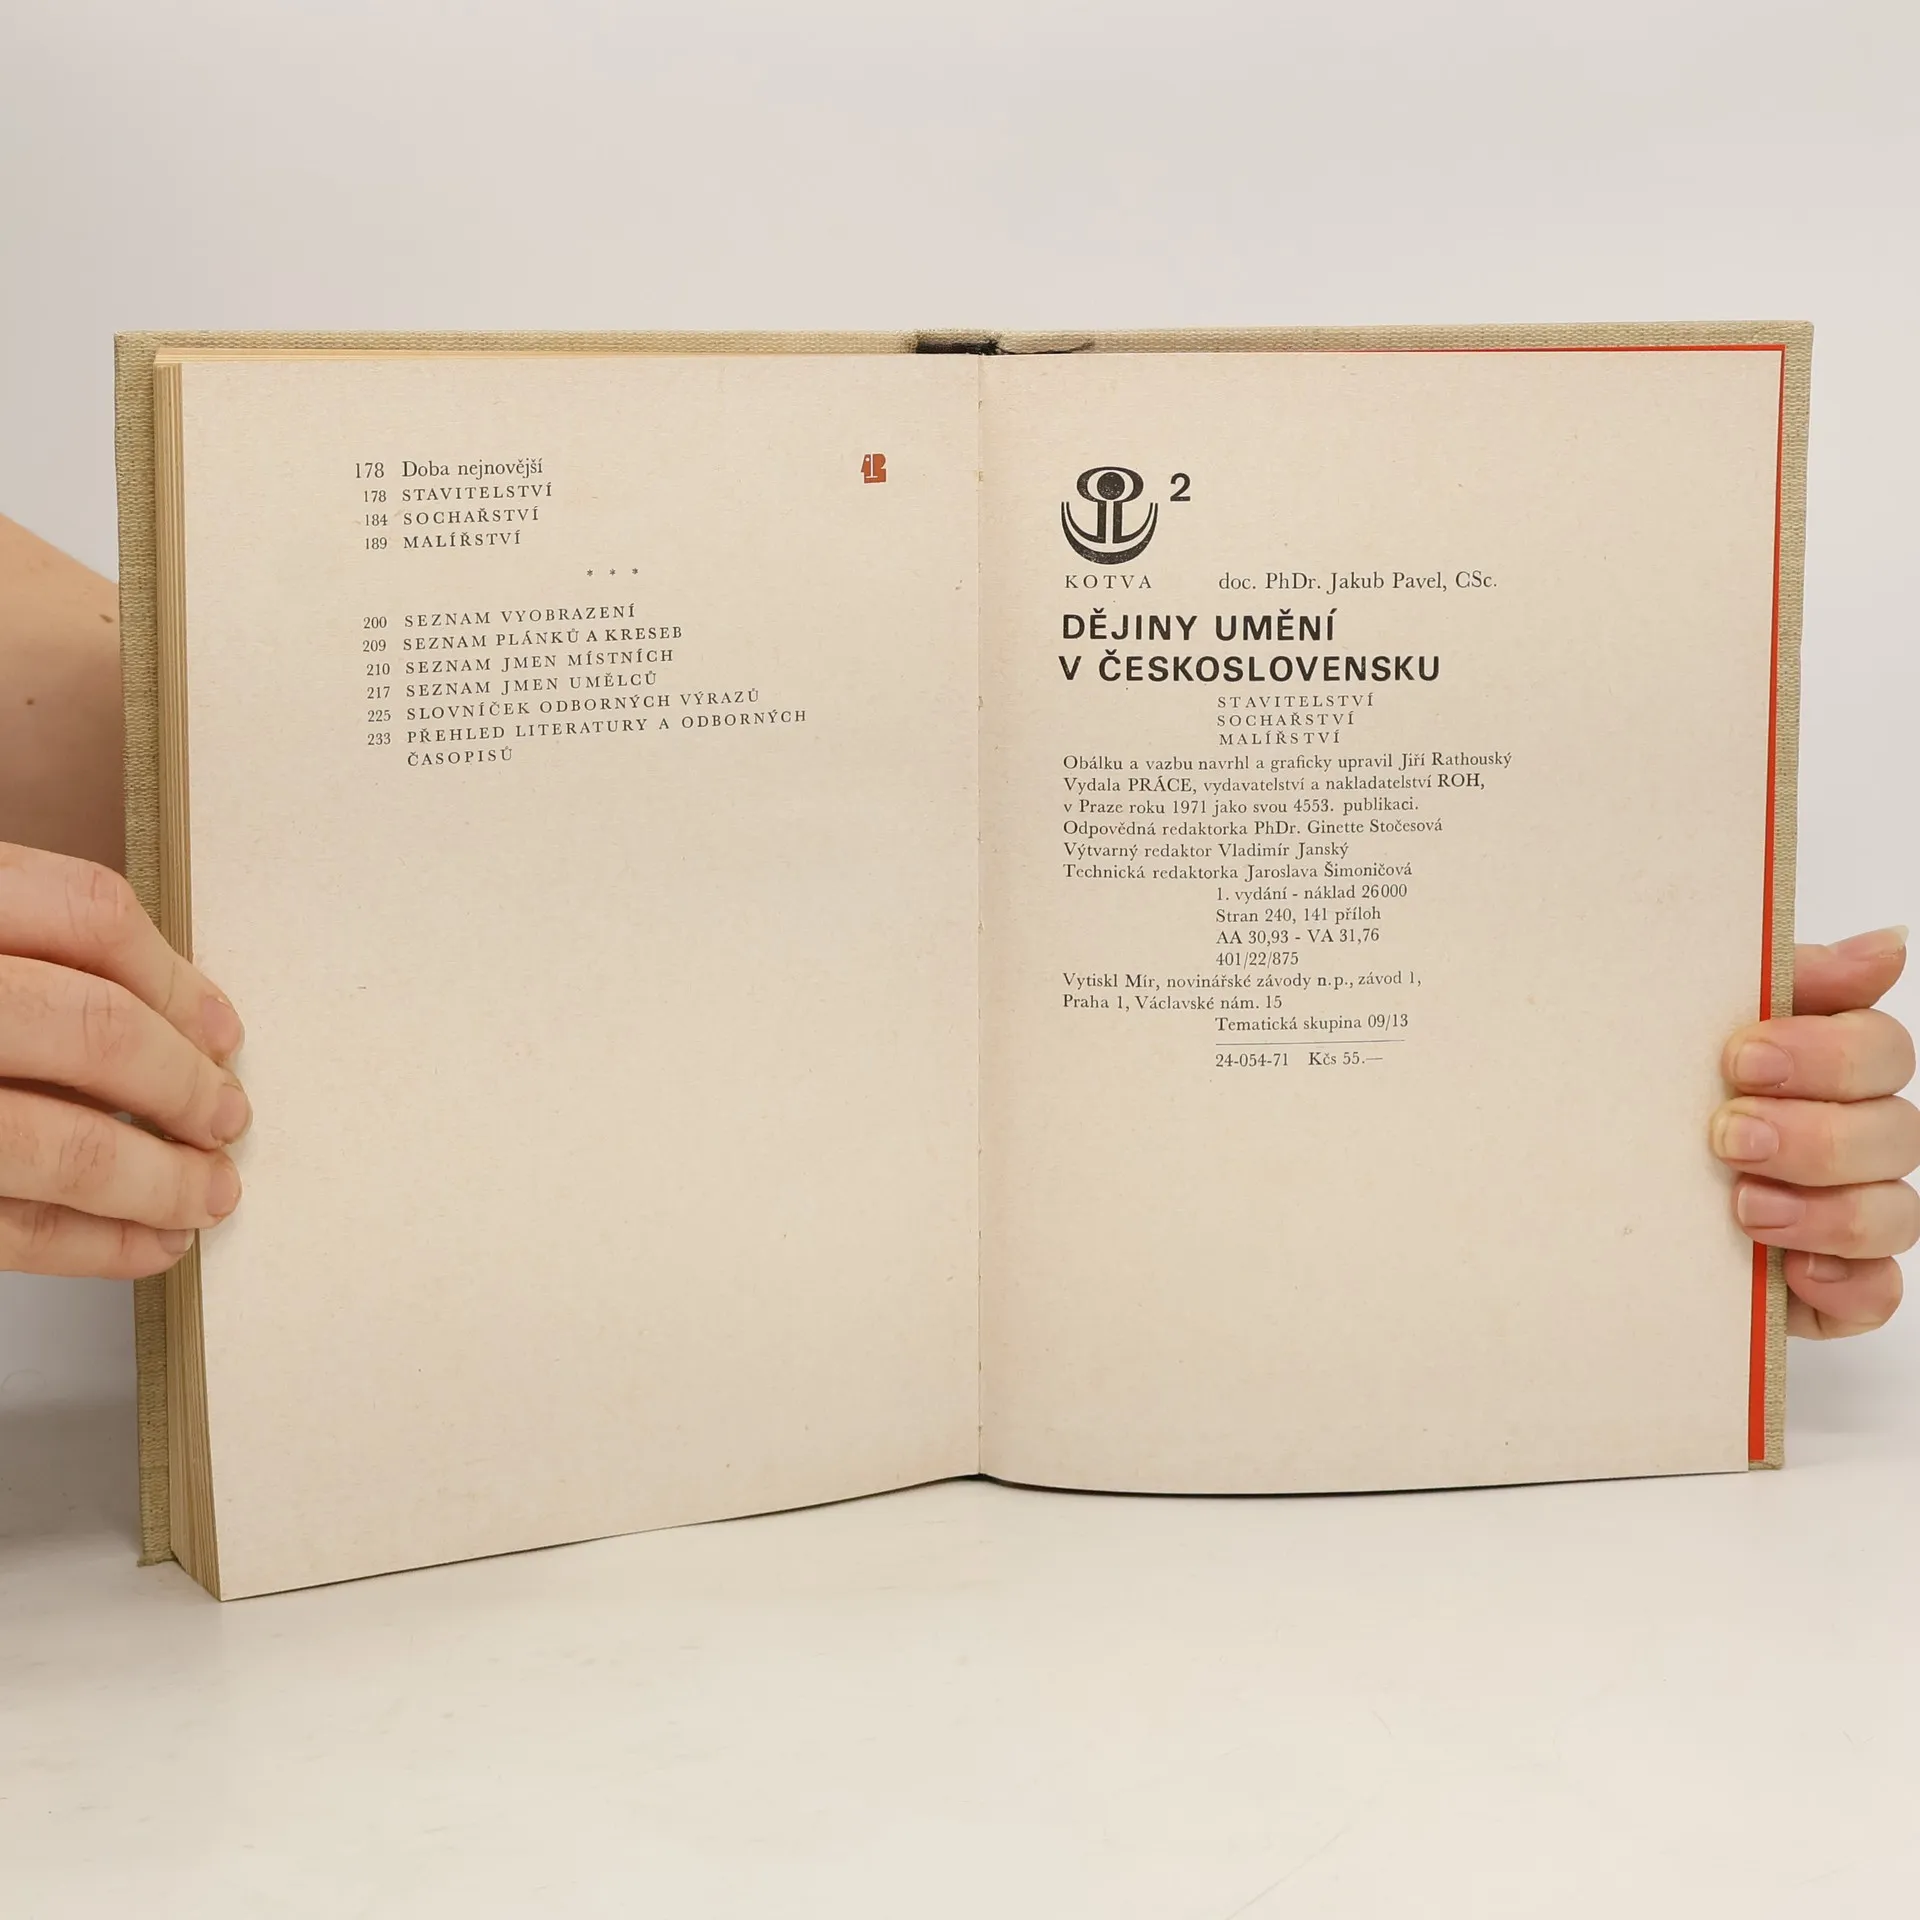 178 Doba nejnovější
178 STAVITELSTVÍ
184 SOCHAŘSTVÍ
189 MALÍŘSTVÍ
* * *
200 SEZNAM VYOBRAZENÍ
209 SEZNAM PLÁNKŮ A KRESEB
210 SEZNAM JMEN MÍSTNÍCH
217 SEZNAM JMEN UMĚLCŮ
225 SLOVNÍČEK ODBORNÝCH VÝRAZŮ
233 PŘEHLED LITERATURY A ODBORNÝCH
ČASOPISŮ
2
KOTVA doc. PhDr. Jakub Pavel, CSc.
DĚJINY UMĚNÍ
V ČESKOSLOVENSKU
STAVITELSTVÍ
SOCHAŘSTVÍ
MALÍŘSTVÍ
Obálku a vazbu navrhl a graficky upravil Jiří Rathouský
Vydala PRÁCE, vydavatelství a nakladatelství ROH,
v Praze roku 1971 jako svou 4553. publikaci.
Odpovědná redaktorka PhDr. Ginette Stočesová
Výtvarný redaktor Vladimír Janský
Technická redaktorka Jaroslava Šimoničová
1. vydání - náklad 26000
Stran 240, 141 příloh
AA 30,93 - VA 31,76
401/22/875
Vytiskl Mír, novinářské závody n.p., závod 1,
Praha 1, Václavské nám. 15
Tematická skupina 09/13
24-054-71 Kčs 55.—